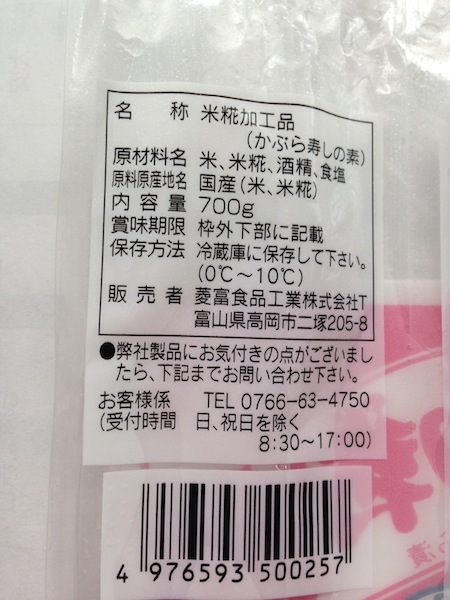 名 称 米糀加工品
(かぶら寿しの素)
原材料名 米、米糀、酒精、食塩
原料原産地名 国産(米、米糀)
内容量 700g
賞味期限 枠外下部に記載
保存方法 冷蔵庫に保存して下さい。
(0℃~10℃)
販売者 菱富食品工業株式会社T
富山県高岡市二塚205-8
●弊社製品にお気付きの点がございまし
たら、下記までお問い合わせ下さい。
お客様係 TEL 0766-63-4750
(受付時間 日、祝日を除く
8:30~17:00)
4 976593 500257